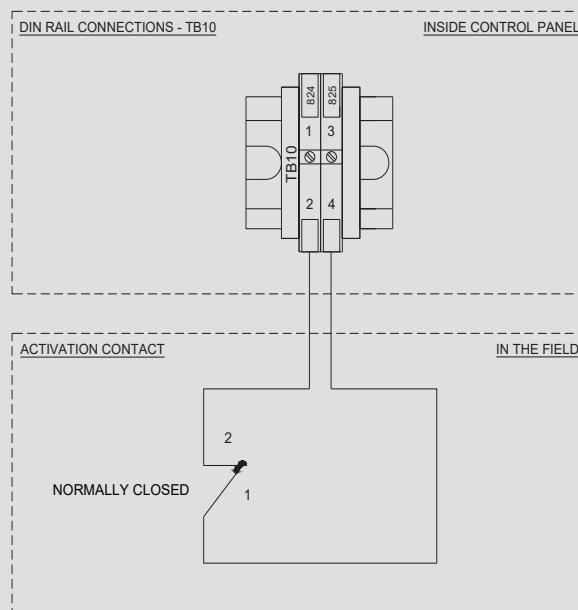 DIN RAIL CONNECTIONS - TB10
INSIDE CONTROL PANEL
824 825
1 3
TB10
2 4
ACTIVATION CONTACT
IN THE FIELD
2
NORMALLY CLOSED
1